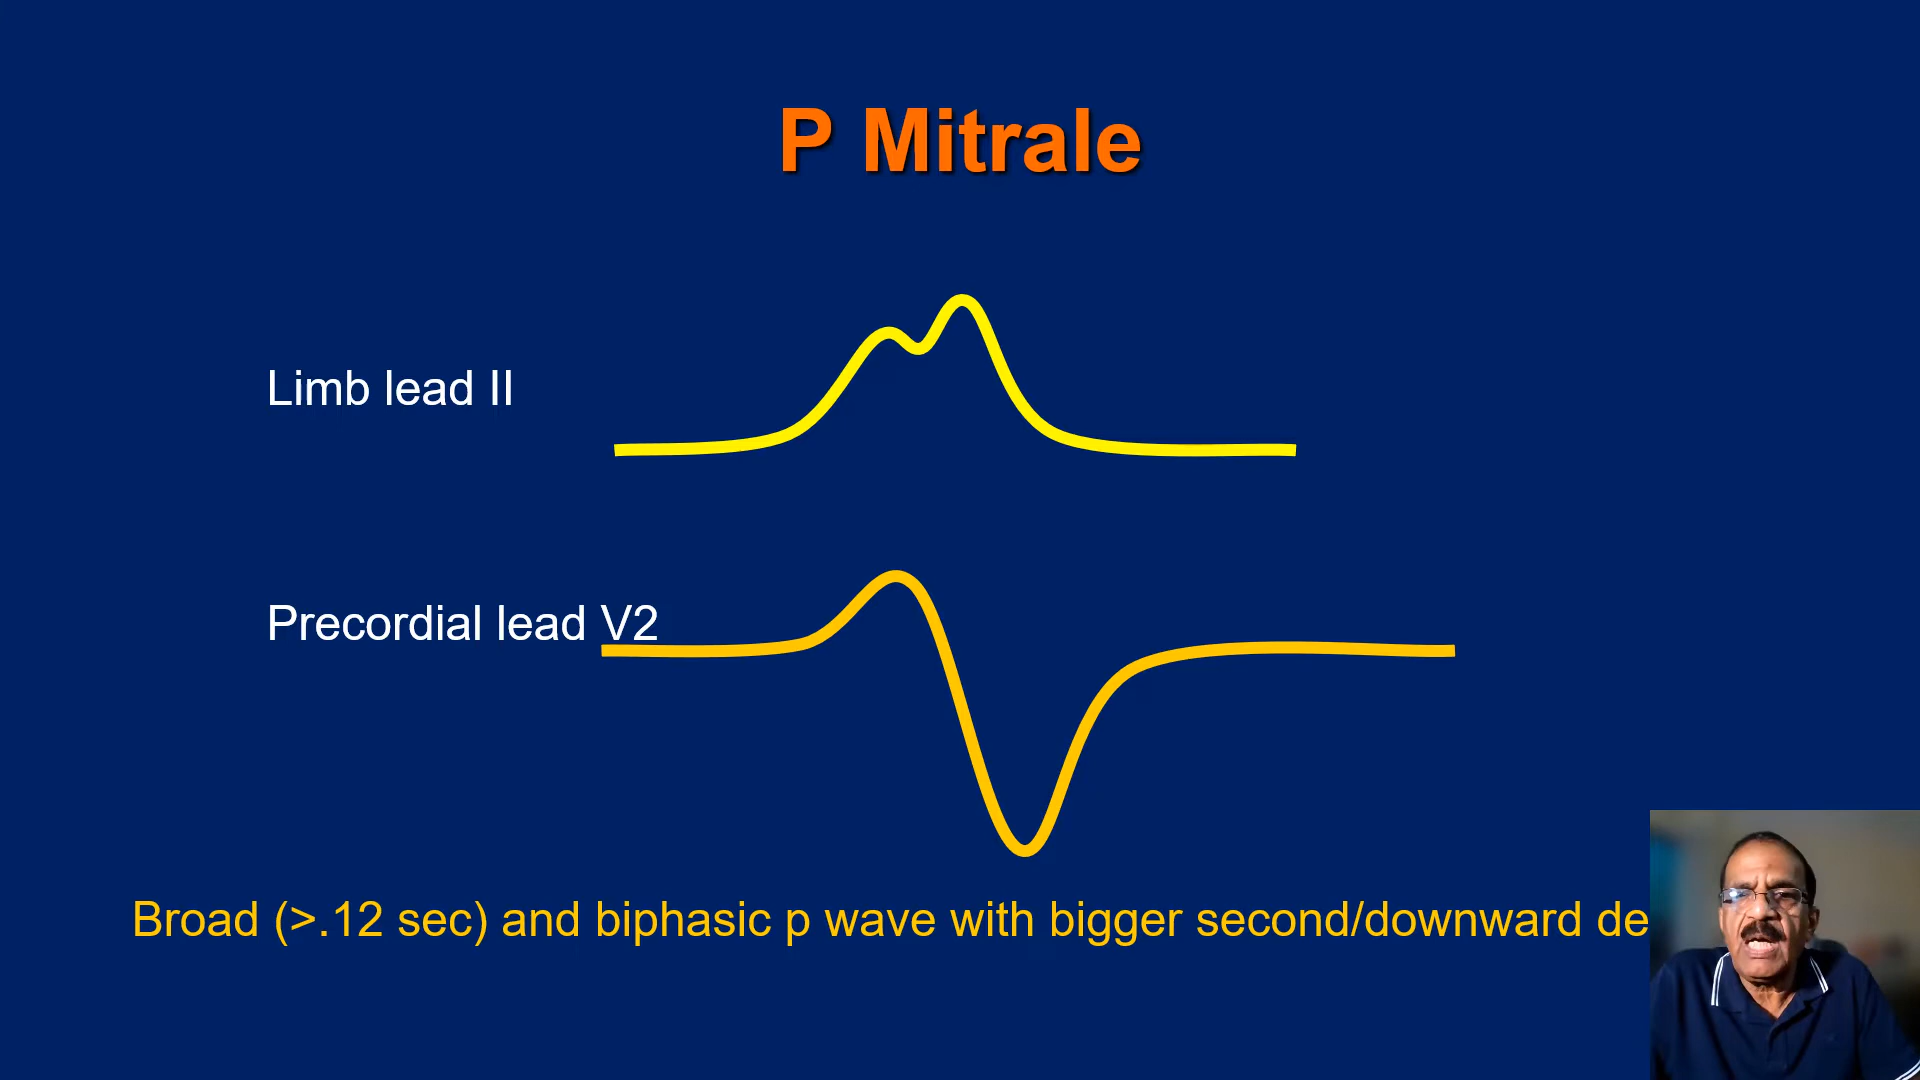 P Mitrale
Limb lead II
Precordial lead V2
Broad (>.12 sec) and biphasic p wave with bigger second/downward de